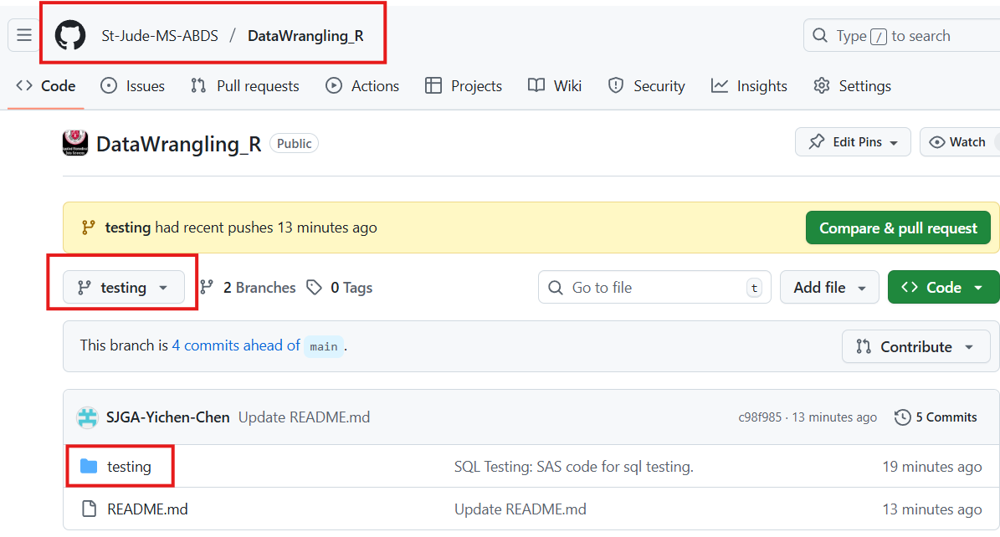 St-Jude-MS-ABDS / DataWrangling_R
Type / to search
Code Issues Pull requests Actions Projects Wiki Security Insights Settings
DataWrangling_R Public
Edit Pins Watch
testing had recent pushes 13 minutes ago
Compare & pull request
testing 2 Branches 0 Tags
Go to file t Add file Code
This branch is 4 commits ahead of main.
Contribute
SJGA-Yichen-Chen Update README.md c98f985 · 13 minutes ago 5 Commits
testing SQL Testing: SAS code for sql testing. 19 minutes ago
README.md Update README.md 13 minutes ago